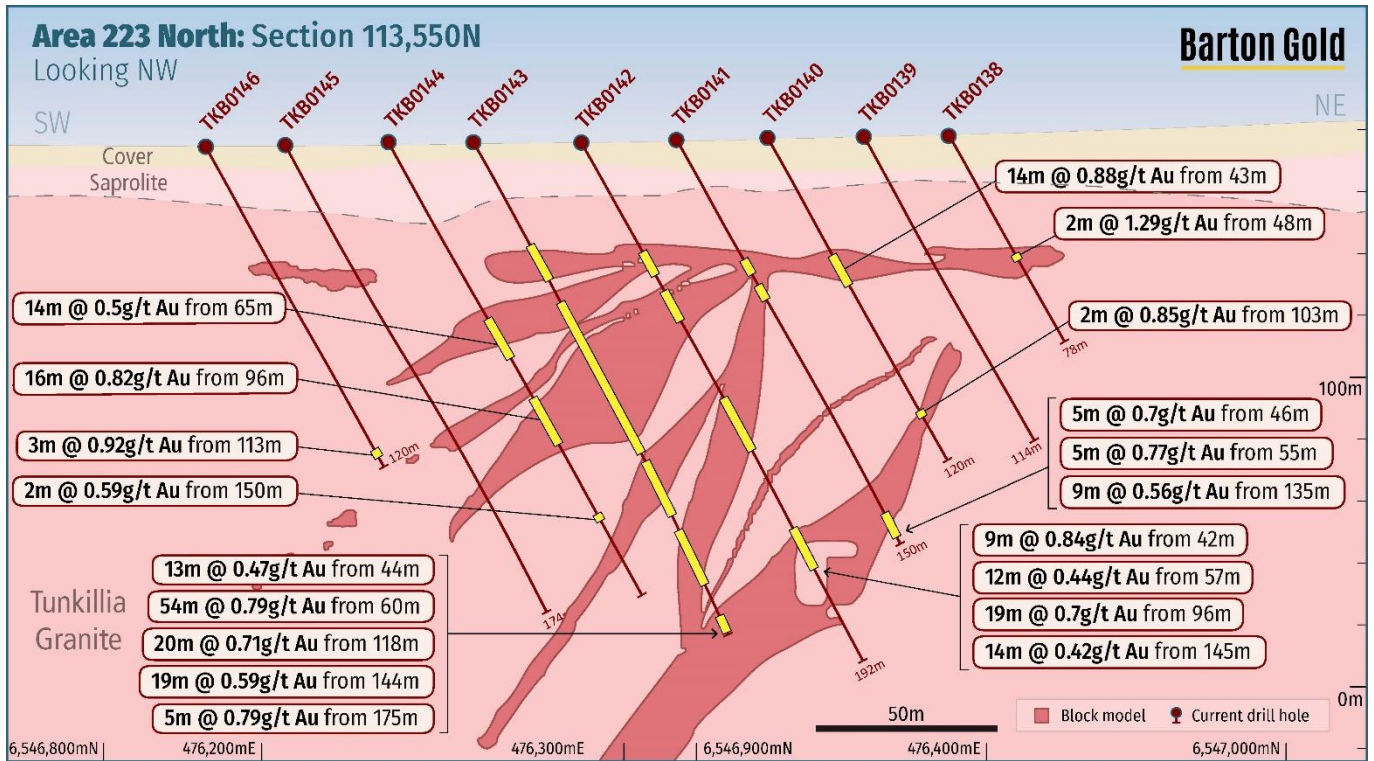 Area 223 North: Section 113,550N
Looking NW
Barton Gold
SW
NE
TKB0146
TKB0145
TKB0144
TKB0143
TKB0142
TKB0141
TKB0140
TKB0139
TKB0138
Cover
Saprolite
14m @ 0.88g/t Au from 43m
2m @ 1.29g/t Au from 48m
14m @ 0.5g/t Au from 65m
2m @ 0.85g/t Au from 103m
78m
16m @ 0.82g/t Au from 96m
100m
5m @ 0.7g/t Au from 46m
5m @ 0.77g/t Au from 55m
9m @ 0.56g/t Au from 135m
3m @ 0.92g/t Au from 113m
120m
120m
114m
2m @ 0.59g/t Au from 150m
150m
9m @ 0.84g/t Au from 42m
12m @ 0.44g/t Au from 57m
19m @ 0.7g/t Au from 96m
14m @ 0.42g/t Au from 145m
13m @ 0.47g/t Au from 44m
54m @ 0.79g/t Au from 60m
20m @ 0.71g/t Au from 118m
19m @ 0.59g/t Au from 144m
5m @ 0.79g/t Au from 175m
Tunkillia
Granite
174
192m
0m
50m
Block model
Current drill hole
6,546,800mN
476,200mE
476,300mE
6,546,900mN
476,400mE
6,547,000mN